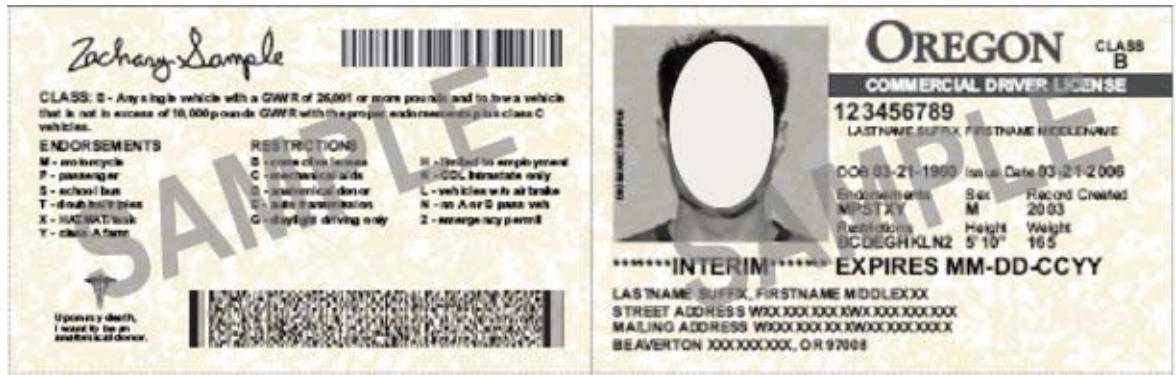 Zachary Sample
CLASS: B - Any single vehicle with a GVWR of 26,001 or more pounds and to tow a vehicle
that is not in excess of 10,000 pounds GVWR with the proper endorsements plus class C
vehicles.
ENDORSEMENTS
M - motorcycle
P - passenger
S - school bus
T - doubles/triples
X - HAZMAT/tank
Y - class A farm
RESTRICTIONS
B - corrective lenses
C - mechanical aids
D - anatomical donor
E - auto transmission
G - daylight driving only
H - limited to employment
K - CDL Intrastate only
L - vehicles w/o air brake
N - no A or B pass veh
2 - emergency permit
SAMPLE
Upon my death,
I want to be an
anatomical donor.
OREGON
CLASS
B
COMMERCIAL DRIVER LICENSE
123456789
LASTNAME SUFFIX FIRSTNAME MIDDLENAME
DOB 03-21-1960 Issue Date 03-21-2006
Endorsements Sex Record Created
MPSTXY M 2003
Restrictions Height Weight
BCDEGHKLN2 5'10" 165
******INTERIM****** EXPIRES MM-DD-CCYY
LASTNAME SUFFIX, FIRSTNAME MIDDLEXXX
STREET ADDRESS
MAILING ADDRESS
BEAVERTON XXXXXXXXX, OR 97008
SAMPLE